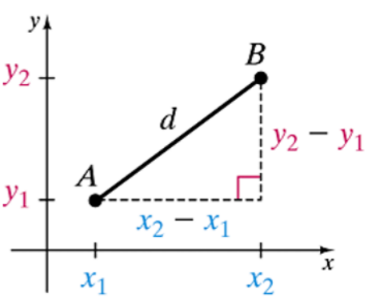 y
B
y₂
d
y₂ − y₁
A
y₁
x₂ − x₁
x
x₁
x₂